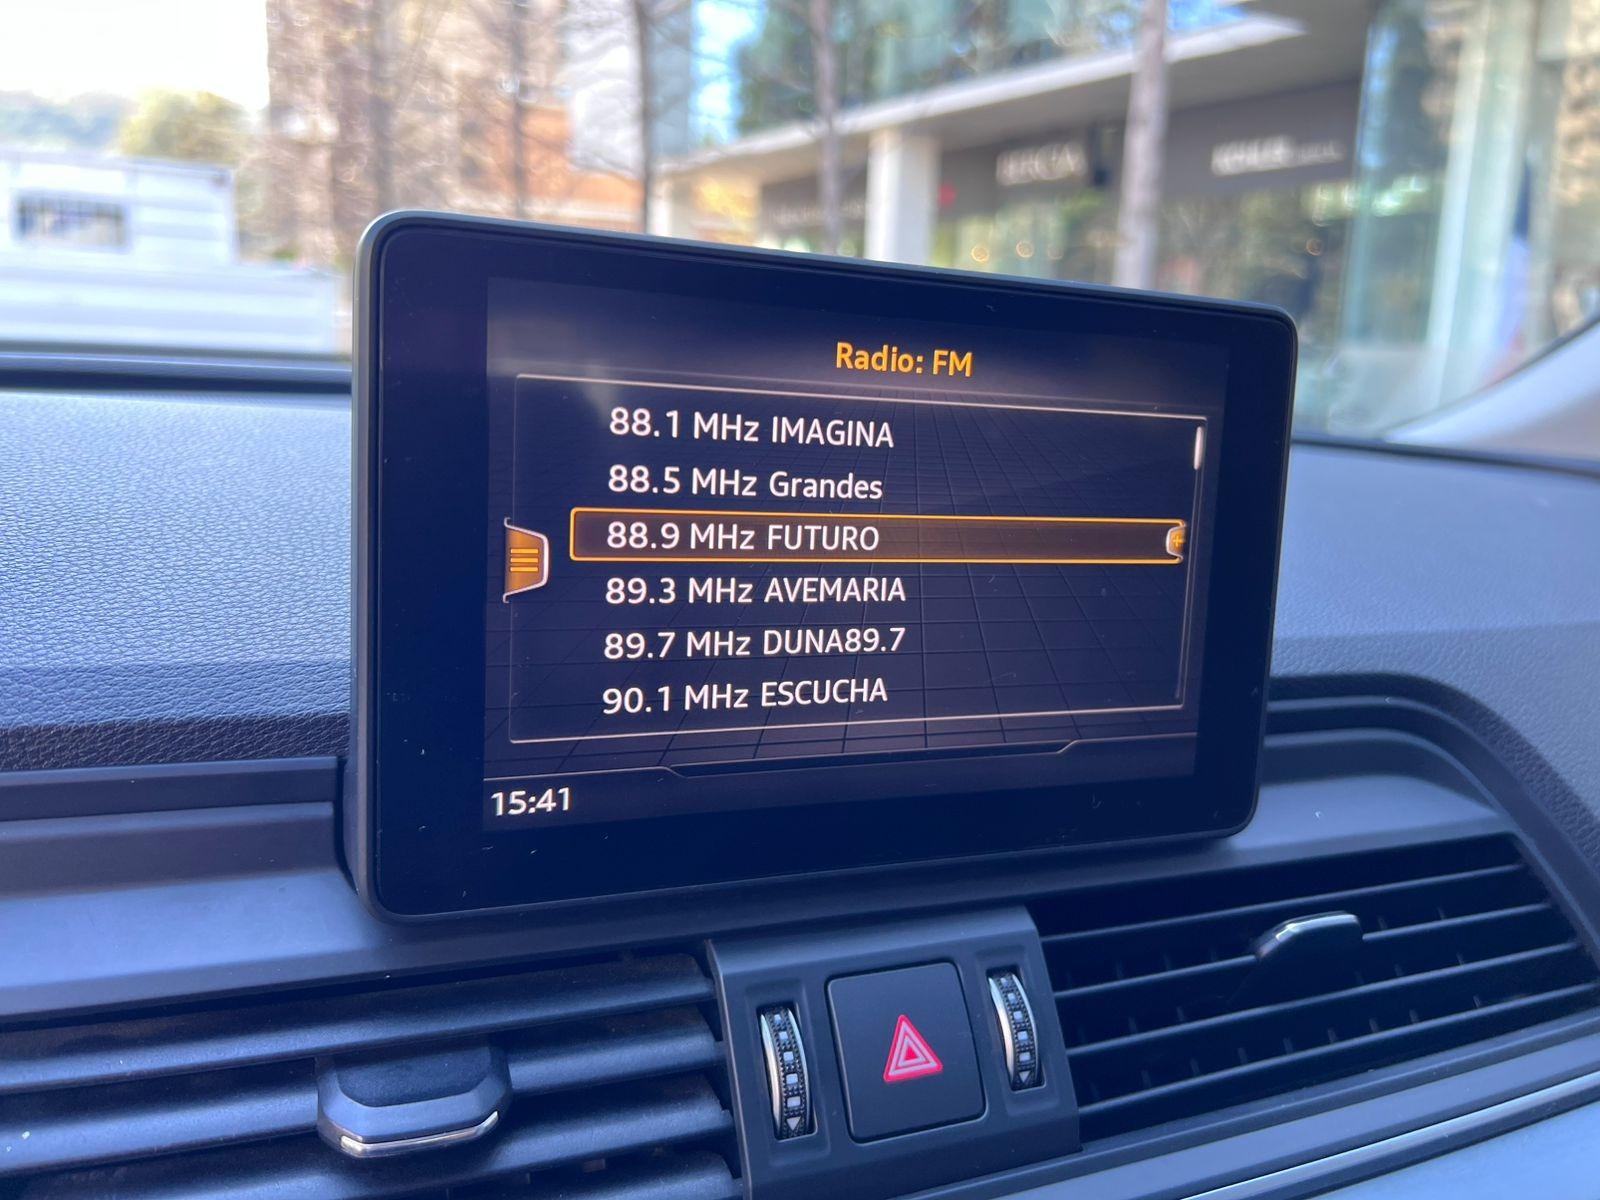 Radio: FM
88.1 MHz IMAGINA
88.5 MHz Grandes
88.9 MHz FUTURO
89.3 MHz AVEMARIA
89.7 MHz DUNA89.7
90.1 MHz ESCUCHA
15:41